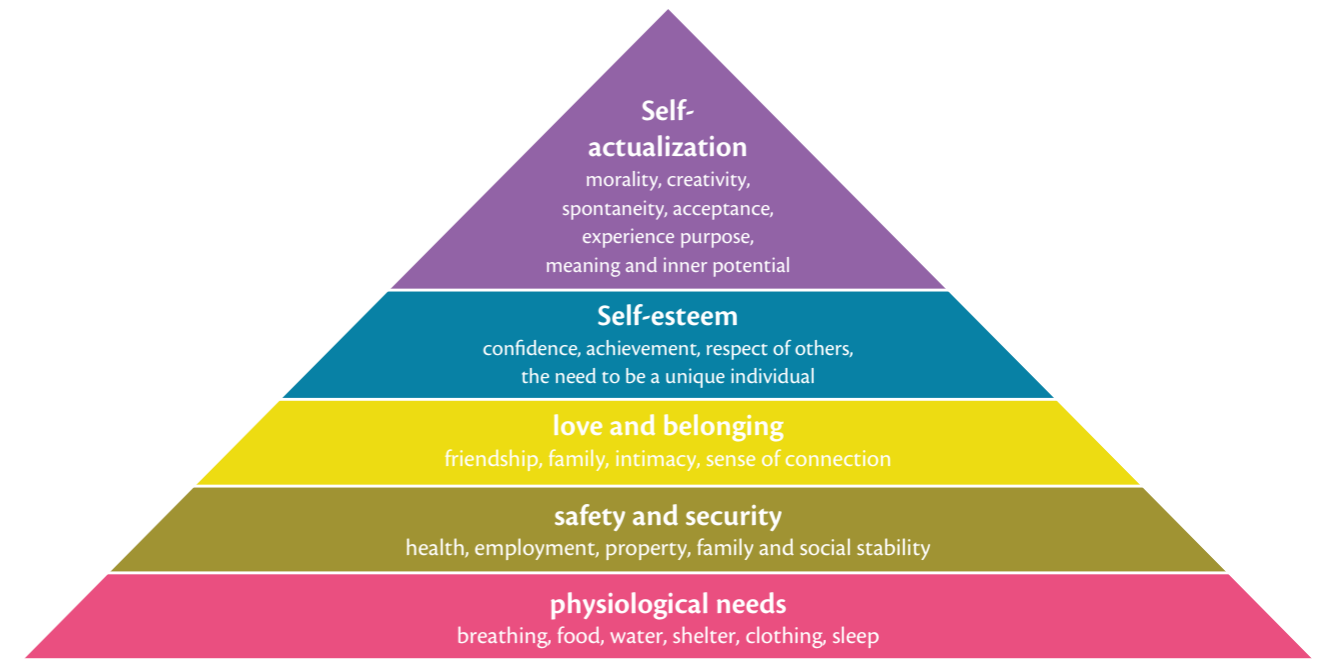 Self-
actualization
morality, creativity,
spontaneity, acceptance,
experience purpose,
meaning and inner potential
Self-esteem
confidence, achievement, respect of others,
the need to be a unique individual
love and belonging
friendship, family, intimacy, sense of connection
safety and security
health, employment, property, family and social stability
physiological needs
breathing, food, water, shelter, clothing, sleep